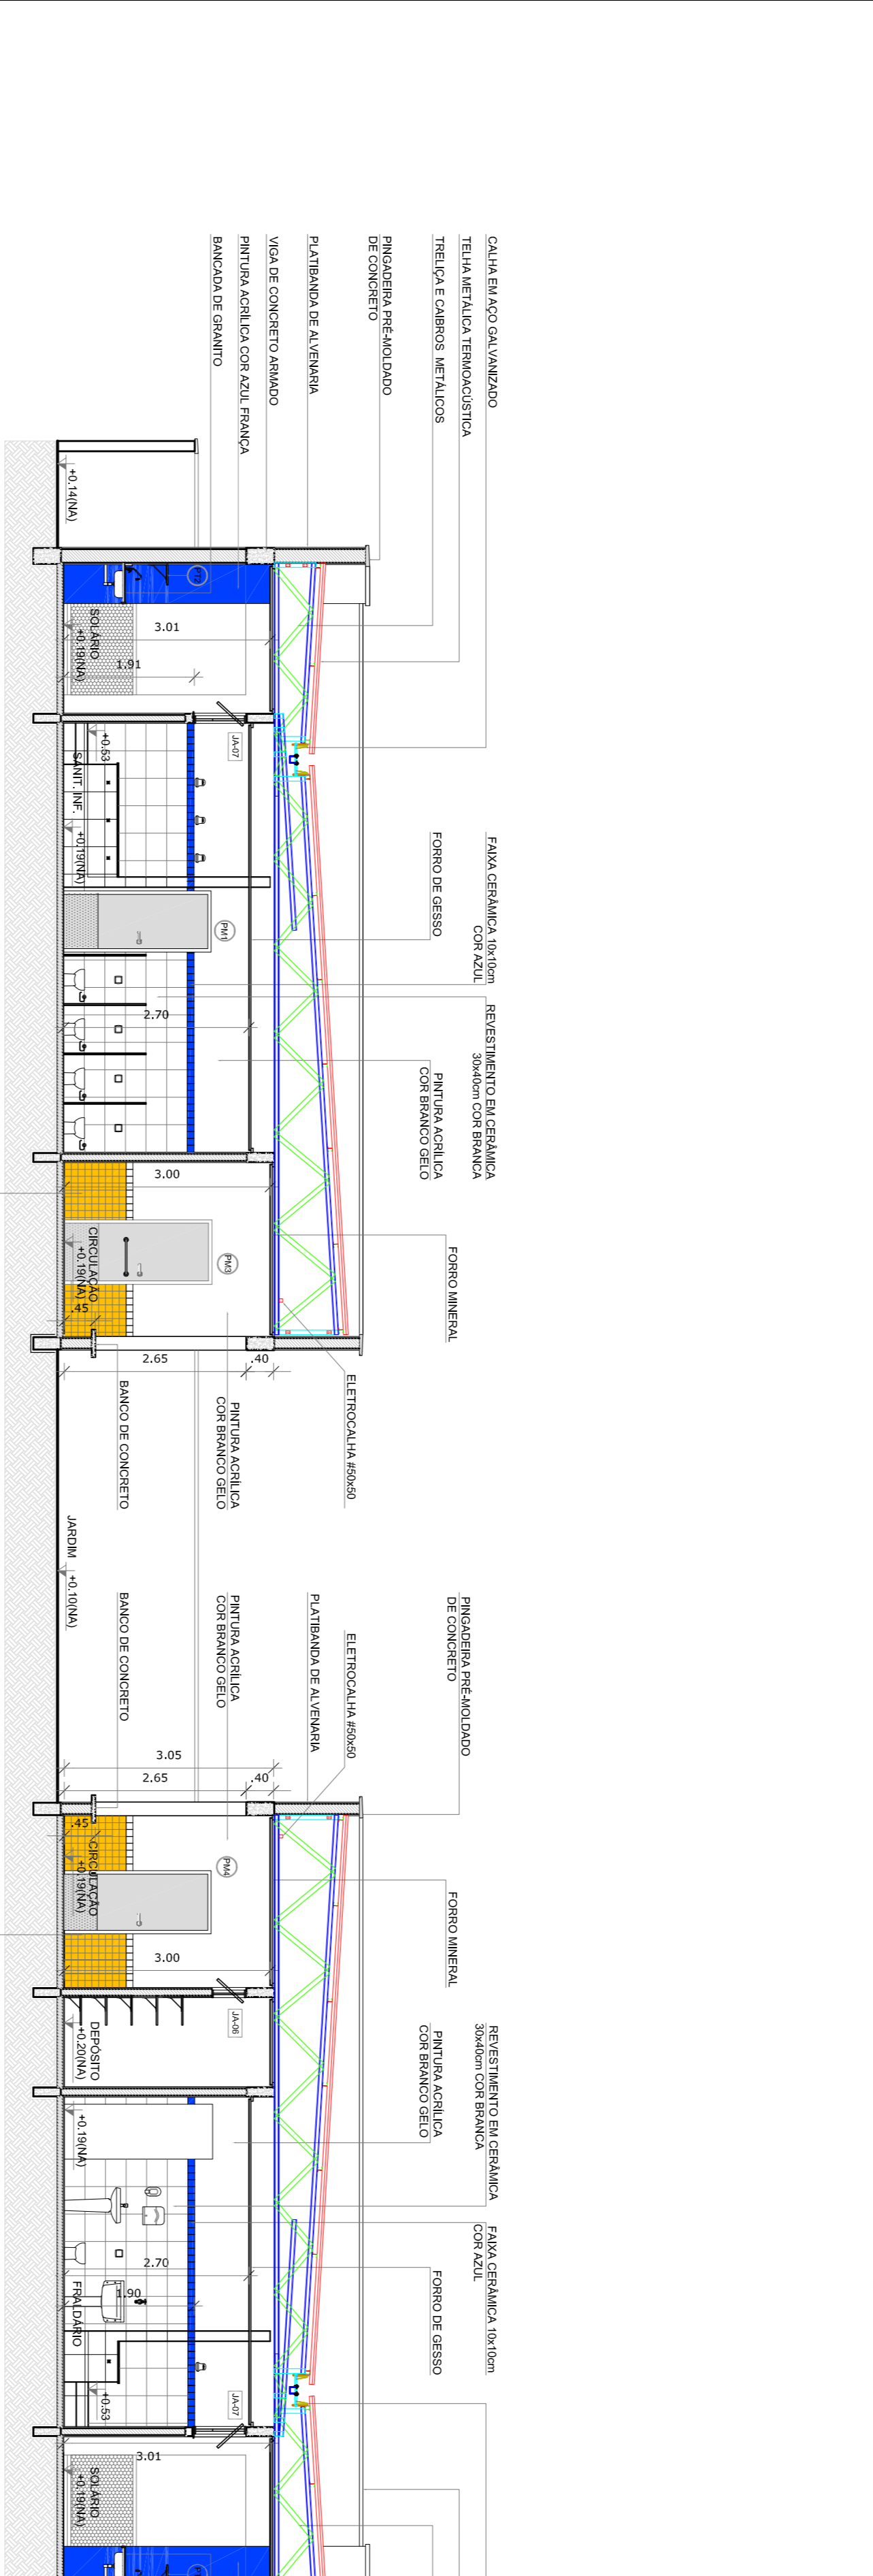 CALHA EM AÇO GALVANIZADO
TELHA METÁLICA TERMOACÚSTICA
TRELIÇA E CAIBROS METÁLICOS
PINGADEIRA PRÉ-MOLDADO
DE CONCRETO
PLATIBANDA DE ALVENARIA
VIGA DE CONCRETO ARMADO
PINTURA ACRÍLICA COR AZUL FRANÇA
BANCADA DE GRANITO
+0.14(NA)
PT2
3.01
1.91
SOLÁRIO
+0.19(NA)
JA-07
+0.53
SANIT. INF.
+0.19(NA)
FAIXA CERÂMICA 10x10cm
COR AZUL
FORRO DE GESSO
PM1
REVESTIMENTO EM CERÂMICA
30x40cm COR BRANCA
PINTURA ACRÍLICA
COR BRANCO GELO
2.70
3.00
FORRO MINERAL
PM3
CIRCULAÇÃO
+0.19(NA)
.45
2.65
.40
ELETROCALHA #50x50
PINTURA ACRÍLICA
COR BRANCO GELO
BANCO DE CONCRETO
JARDIM
+0.10(NA)
PINGADEIRA PRÉ-MOLDADO
DE CONCRETO
ELETROCALHA #50x50
PLATIBANDA DE ALVENARIA
PINTURA ACRÍLICA
COR BRANCO GELO
BANCO DE CONCRETO
3.05
2.65
.40
.45
PM4
CIRCULAÇÃO
+0.19(NA)
FORRO MINERAL
3.00
JA-06
DEPÓSITO
+0.20(NA)
REVESTIMENTO EM CERÂMICA
30x40cm COR BRANCA
PINTURA ACRÍLICA
COR BRANCO GELO
+0.19(NA)
FAIXA CERÂMICA 10x10cm
COR AZUL
FORRO DE GESSO
2.70
1.90
FRALDÁRIO
JA-07
+0.53
3.01
SOLÁRIO
+0.19(NA)